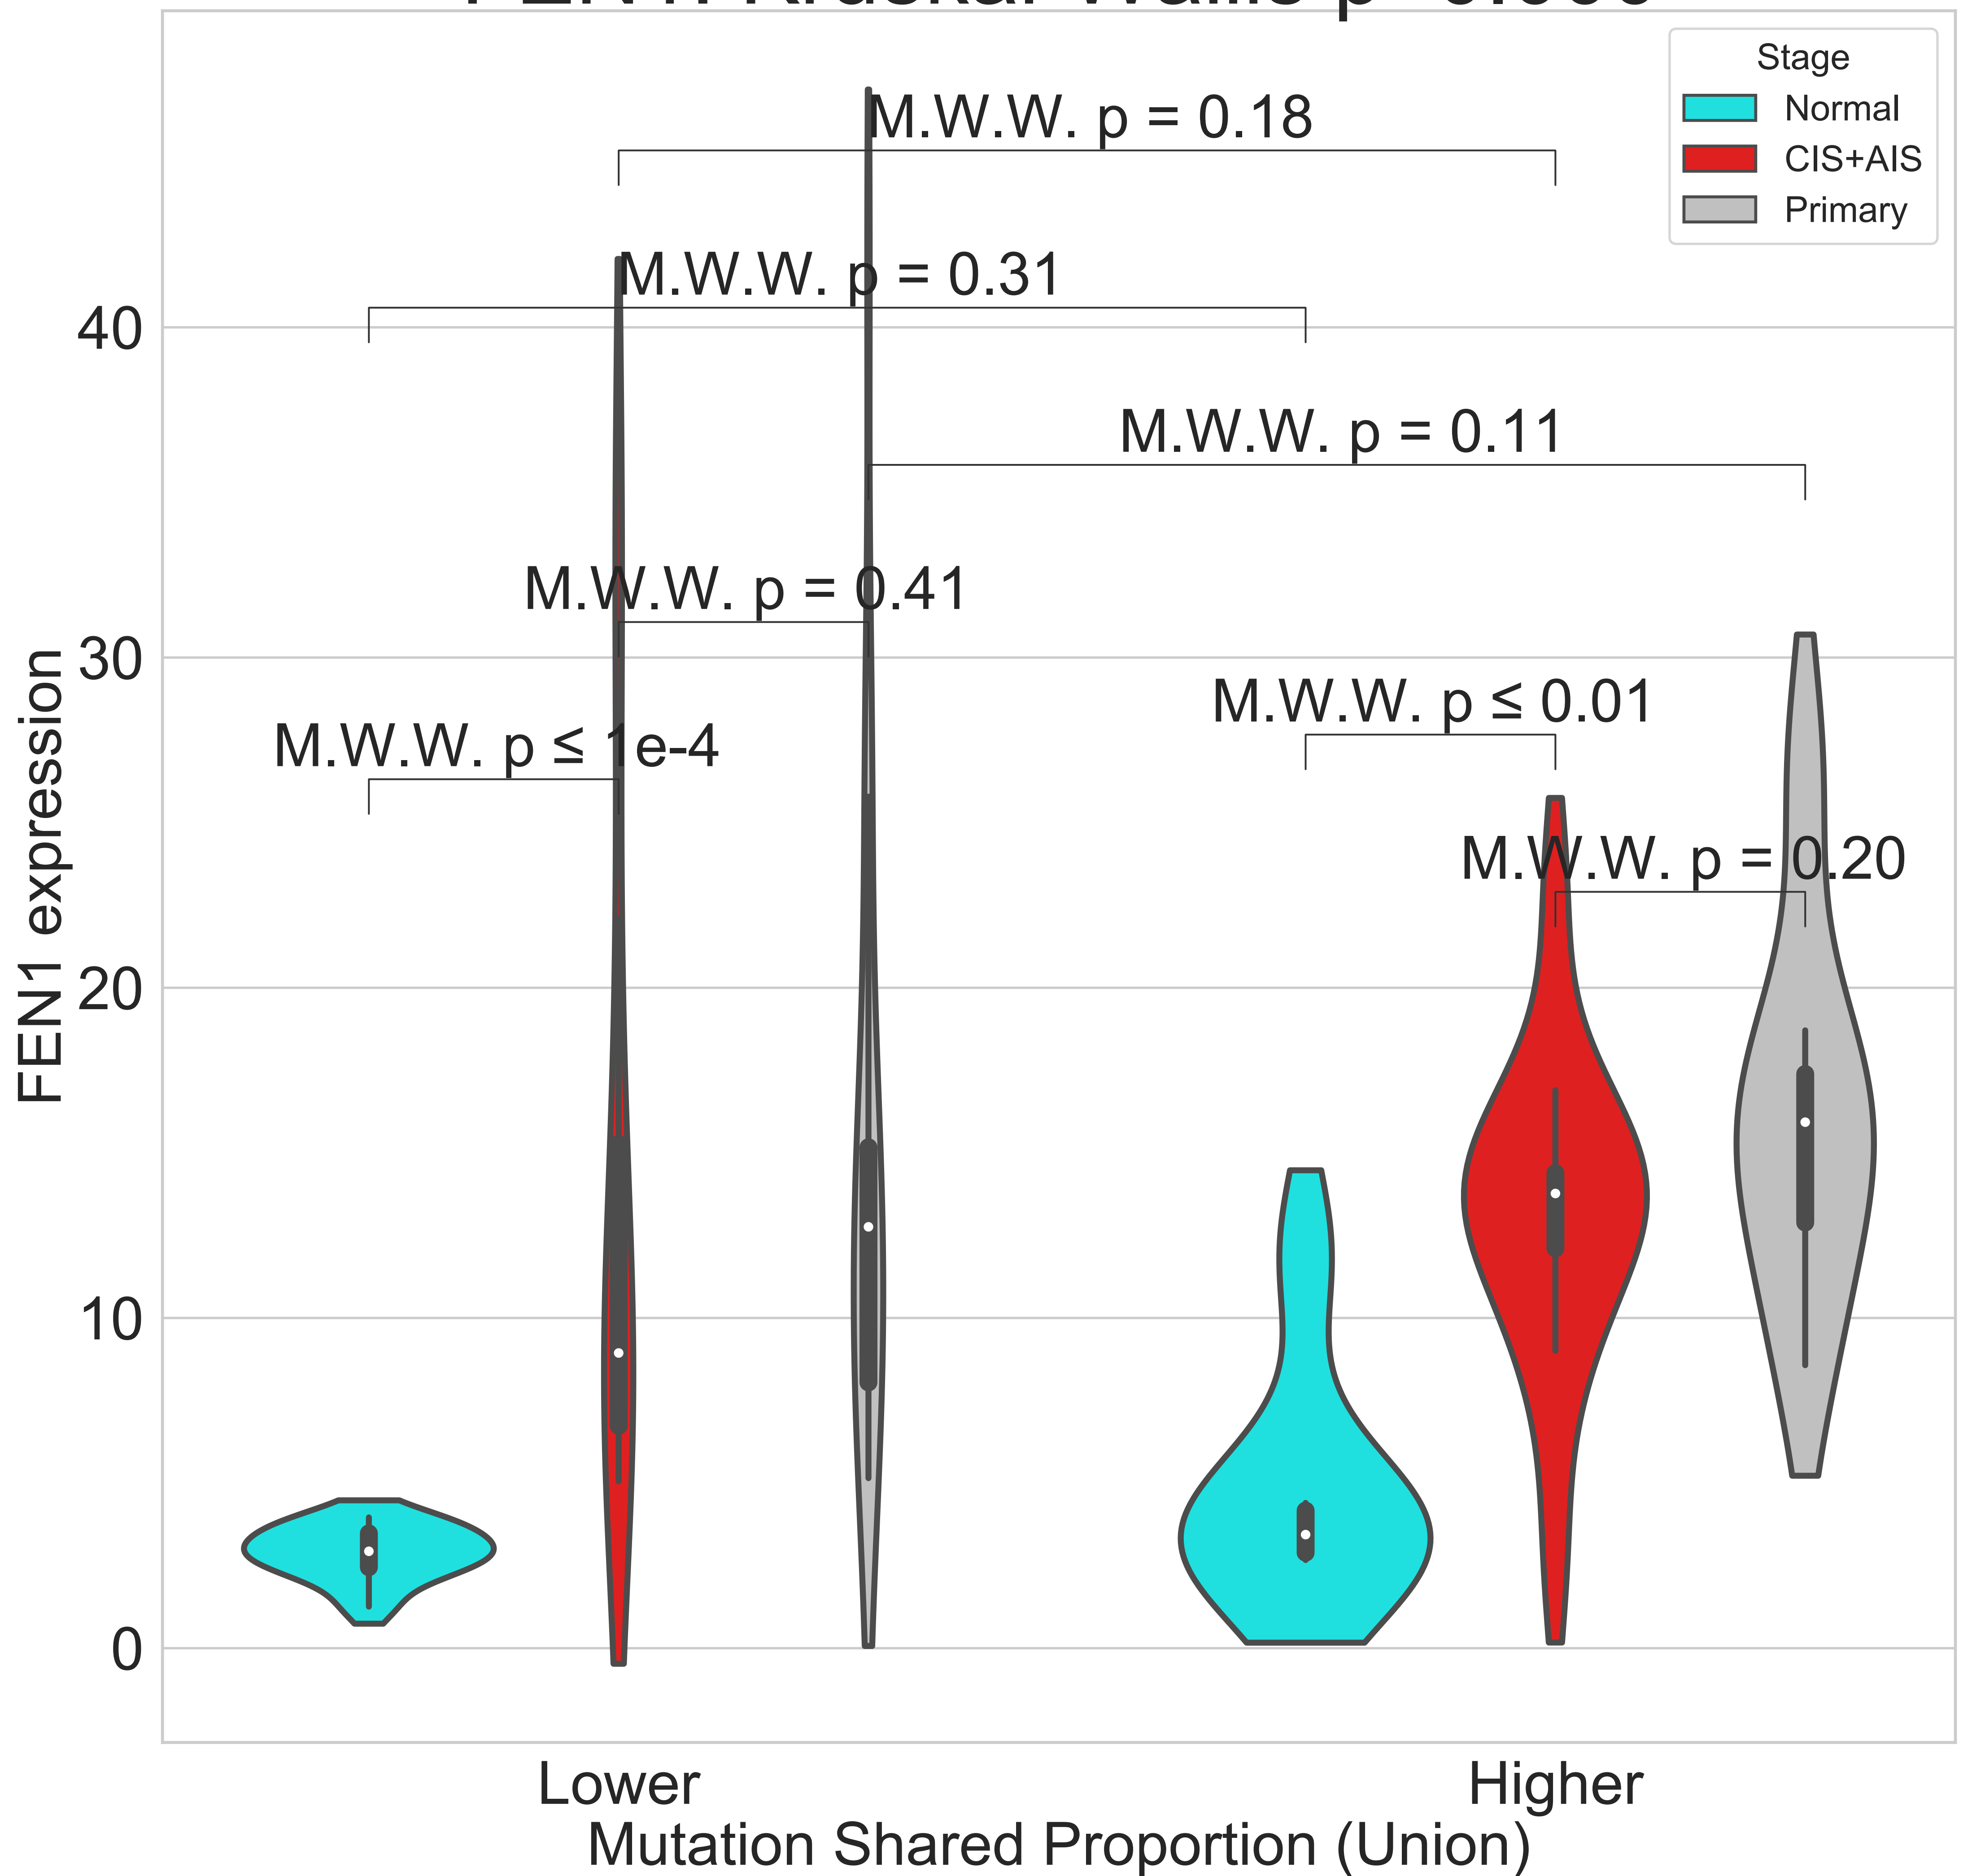 Stage
Normal
CIS+AIS
Primary
M.W.W. p = 0.18
M.W.W. p = 0.31
M.W.W. p = 0.11
M.W.W. p = 0.41
M.W.W. p ≤ 0.01
M.W.W. p ≤ 1e-4
M.W.W. p = 0.20
FEN1 expression
40
30
20
10
0
Lower
Higher
Mutation Shared Proportion (Union)